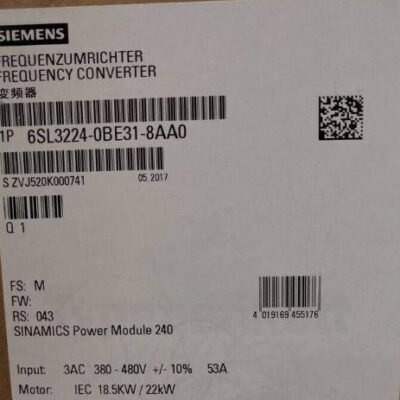 SIEMENS
FREQUENZUMRICHTER
FREQUENCY CONVERTER
变频器
1P 6SL3224-0BE31-8AA0
S ZVJ520K000741 05.2017
Q 1
FS: M
FW:
RS: 043
4 019169 455176
SINAMICS Power Module 240
Input: 3AC 380 - 480V +/- 10% 53A
Motor: IEC 18.5KW / 22kW